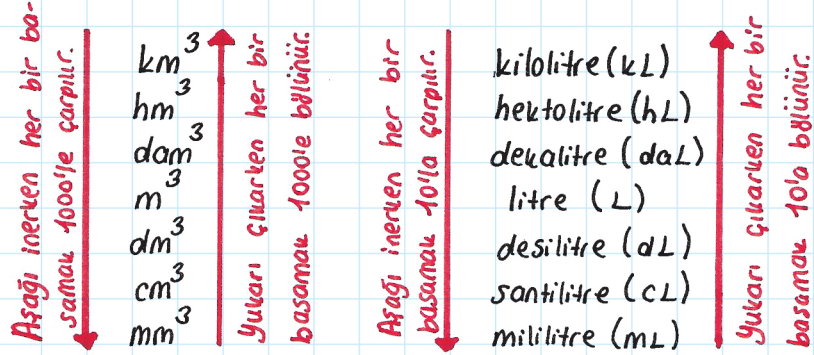 Aşağı inerken her bir ba-
samak 1000'le çarpılır.
km³
hm³
dam³
m³
dm³
cm³
mm³
Yukarı çıkarken her bir
basamak 1000'e bölünür.
Aşağı inerken her bir
basamak 10'la çarpılır.
kilolitre (kL)
hektolitre (hL)
dekalitre (daL)
litre (L)
desilitre (dL)
santilitre (cL)
mililitre (mL)
Yukarı çıkarken her bir
basamak 10'a bölünür.